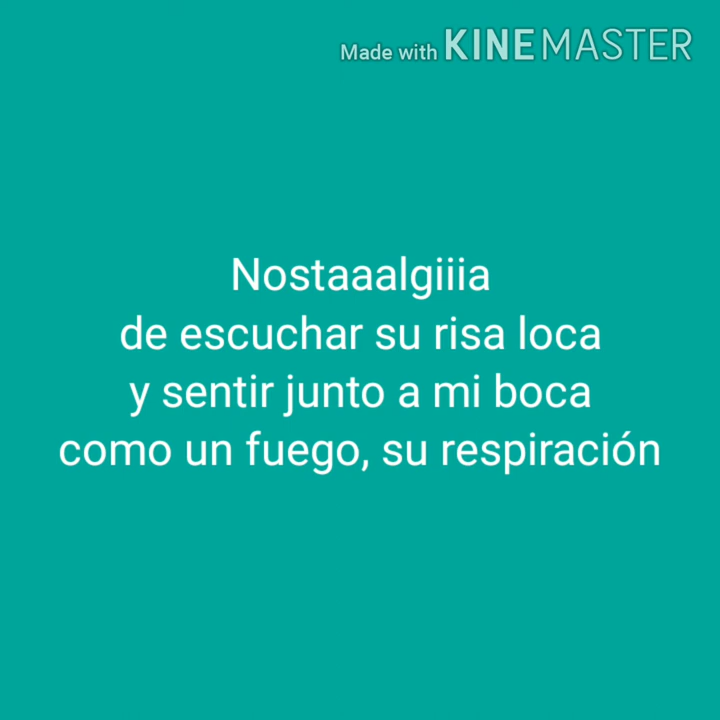 Made with KINEMASTER
Nostaaalgiiia
de escuchar su risa loca
y sentir junto a mi boca
como un fuego, su respiración